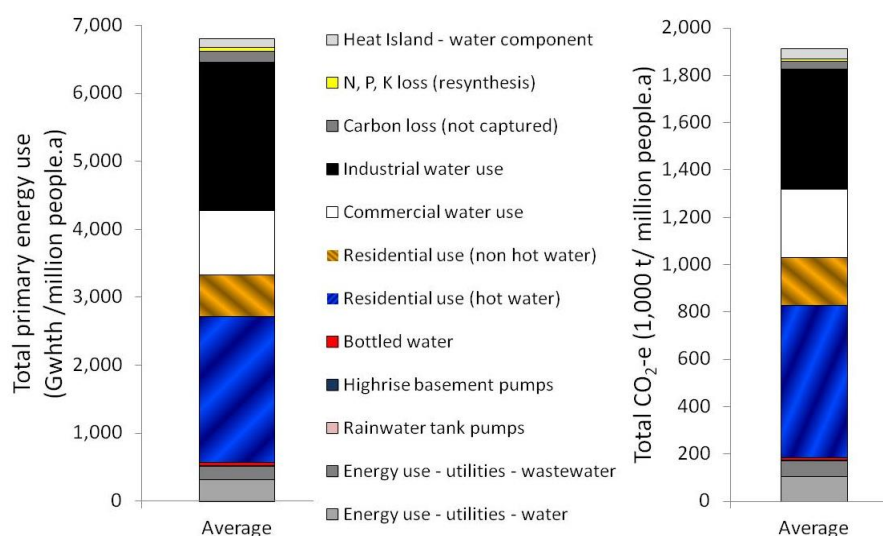 Total primary energy use
(Gwhth /million people.a)
7,000
6,000
5,000
4,000
3,000
2,000
1,000
0
Average
Heat Island - water component
N, P, K loss (resynthesis)
Carbon loss (not captured)
Industrial water use
Commercial water use
Residential use (non hot water)
Residential use (hot water)
Bottled water
Highrise basement pumps
Rainwater tank pumps
Energy use - utilities - wastewater
Energy use - utilities - water
Total CO₂-e (1,000 t/ million people.a)
2,000
1,800
1,600
1,400
1,200
1,000
800
600
400
200
0
Average